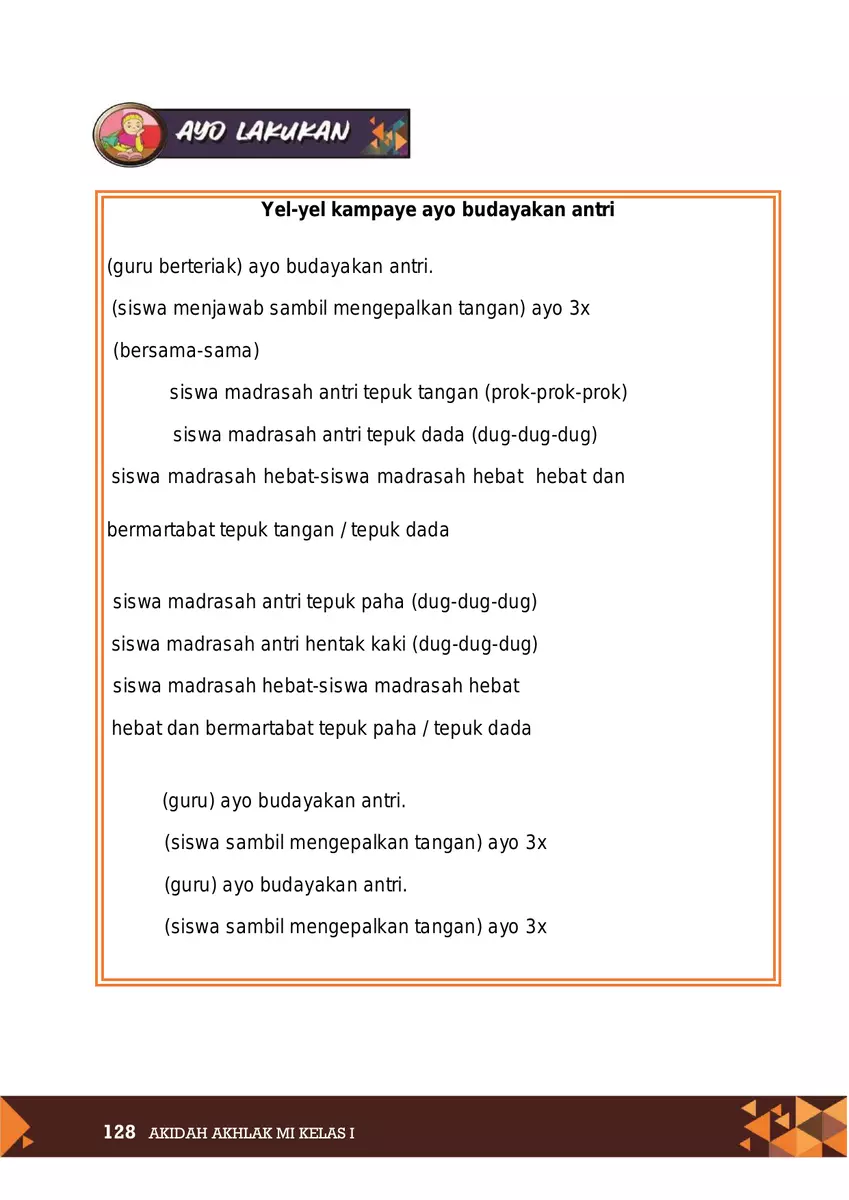 AYO LAKUKAN
Yel-yel kampaye ayo budayakan antri
(guru berteriak) ayo budayakan antri.
(siswa menjawab sambil mengepalkan tangan) ayo 3x
(bersama-sama)
siswa madrasah antri tepuk tangan (prok-prok-prok)
siswa madrasah antri tepuk dada (dug-dug-dug)
siswa madrasah hebat-siswa madrasah hebat hebat dan
bermartabat tepuk tangan / tepuk dada
siswa madrasah antri tepuk paha (dug-dug-dug)
siswa madrasah antri hentak kaki (dug-dug-dug)
siswa madrasah hebat-siswa madrasah hebat
hebat dan bermartabat tepuk paha / tepuk dada
(guru) ayo budayakan antri.
(siswa sambil mengepalkan tangan) ayo 3x
(guru) ayo budayakan antri.
(siswa sambil mengepalkan tangan) ayo 3x
128 AKIDAH AKHLAK MI KELAS I